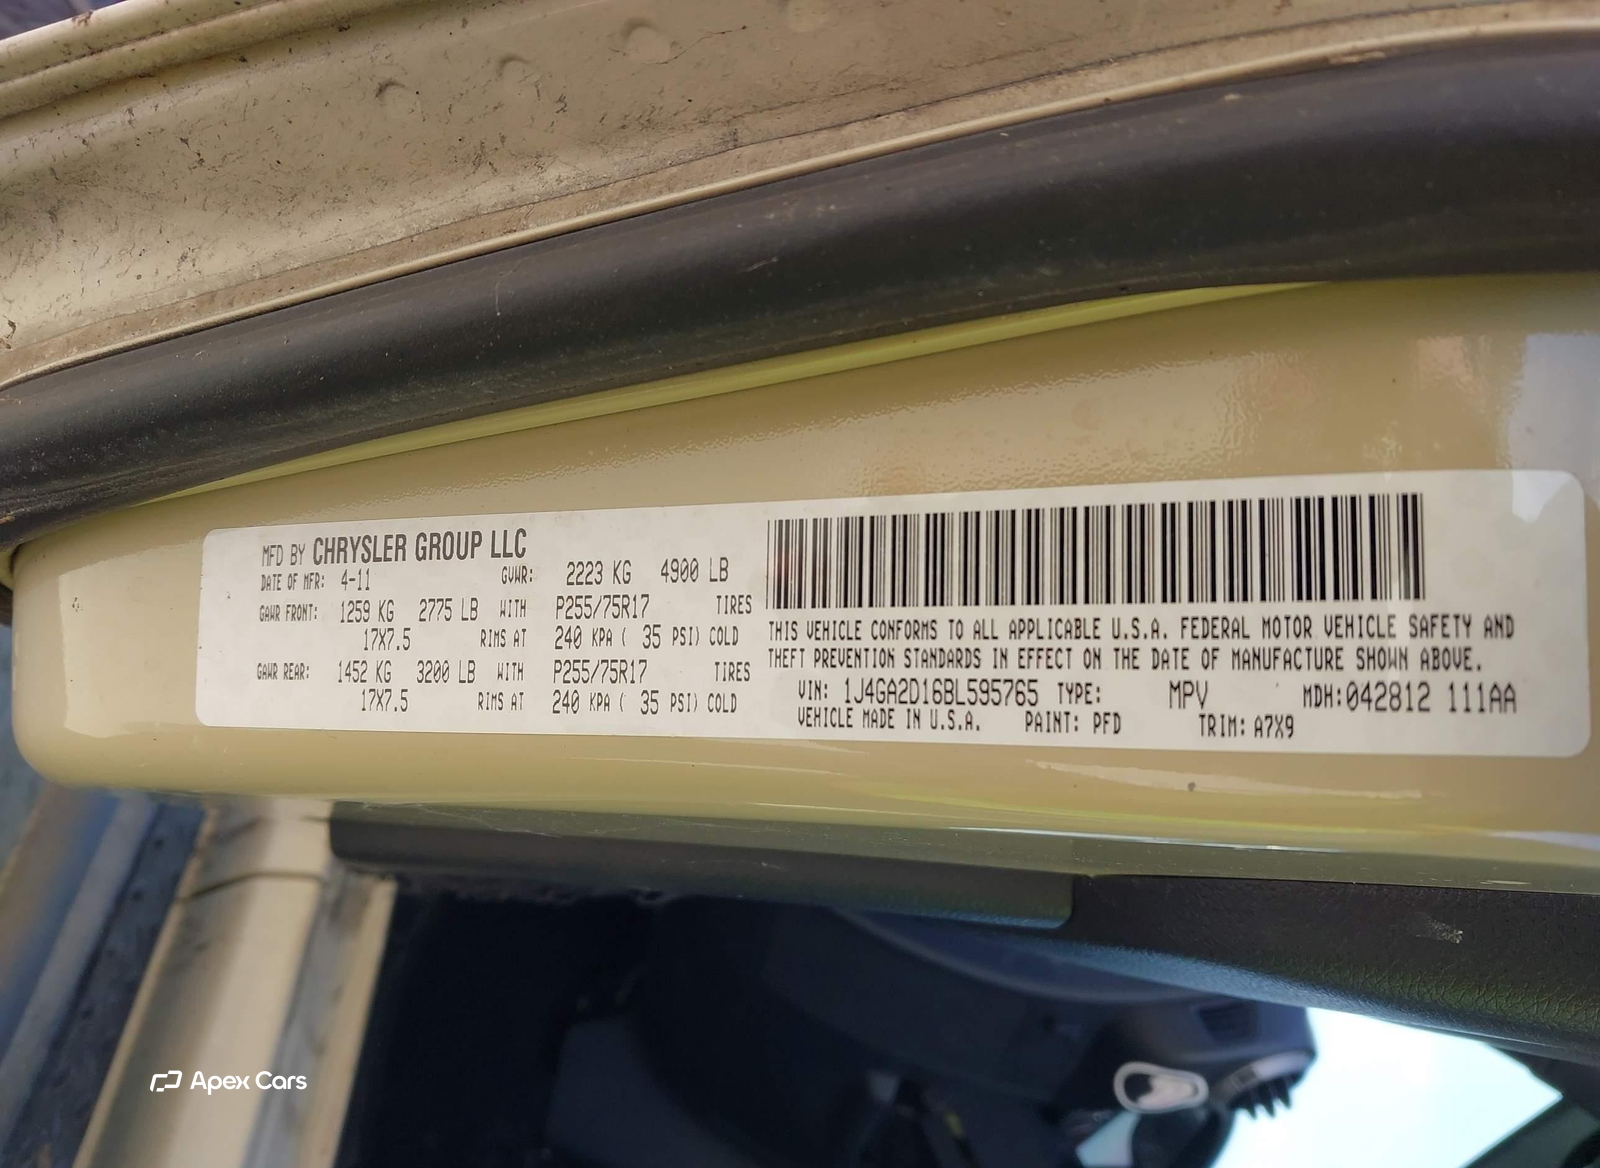 MFD BY CHRYSLER GROUP LLC
DATE OF MFR: 4-11 GVWR: 2223 KG 4900 LB
GAWR FRONT: 1259 KG 2775 LB WITH P255/75R17 TIRES
17X7.5 RIMS AT 240 KPA ( 35 PSI) COLD
GAWR REAR: 1452 KG 3200 LB WITH P255/75R17 TIRES
17X7.5 RIMS AT 240 KPA ( 35 PSI) COLD
THIS VEHICLE CONFORMS TO ALL APPLICABLE U.S.A. FEDERAL MOTOR VEHICLE SAFETY AND
THEFT PREVENTION STANDARDS IN EFFECT ON THE DATE OF MANUFACTURE SHOWN ABOVE.
VIN: 1J4GA2D16BL595765 TYPE: MPV MDH:042812 111AA
VEHICLE MADE IN U.S.A. PAINT: PFD TRIM: A7X9
Apex Cars